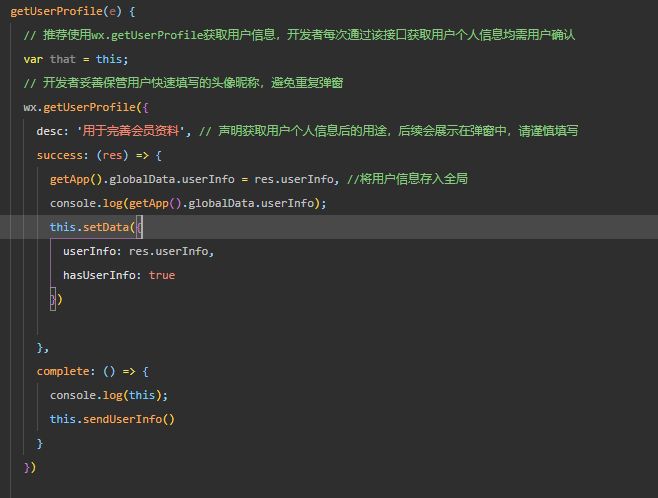 getUserProfile(e) {
// 推荐使用wx.getUserProfile获取用户信息，开发者每次通过该接口获取用户个人信息均需用户确认
var that = this;
// 开发者妥善保管用户快速填写的头像昵称，避免重复弹窗
wx.getUserProfile({
desc: '用于完善会员资料', // 声明获取用户个人信息后的用途，后续会展示在弹窗中，请谨慎填写
success: (res) => {
getApp().globalData.userInfo = res.userInfo, //将用户信息存入全局
console.log(getApp().globalData.userInfo);
this.setData({
userInfo: res.userInfo,
hasUserInfo: true
})
},
complete: () => {
console.log(this);
this.sendUserInfo()
}
})